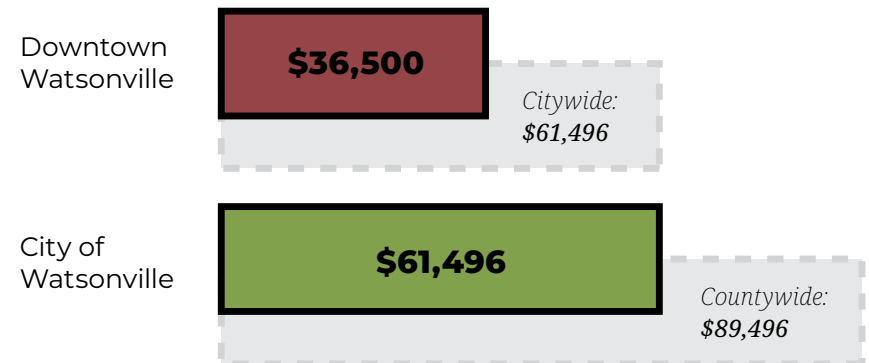 Downtown
Watsonville
$36,500
Citywide:
$61,496
City of
Watsonville
$61,496
Countywide:
$89,496